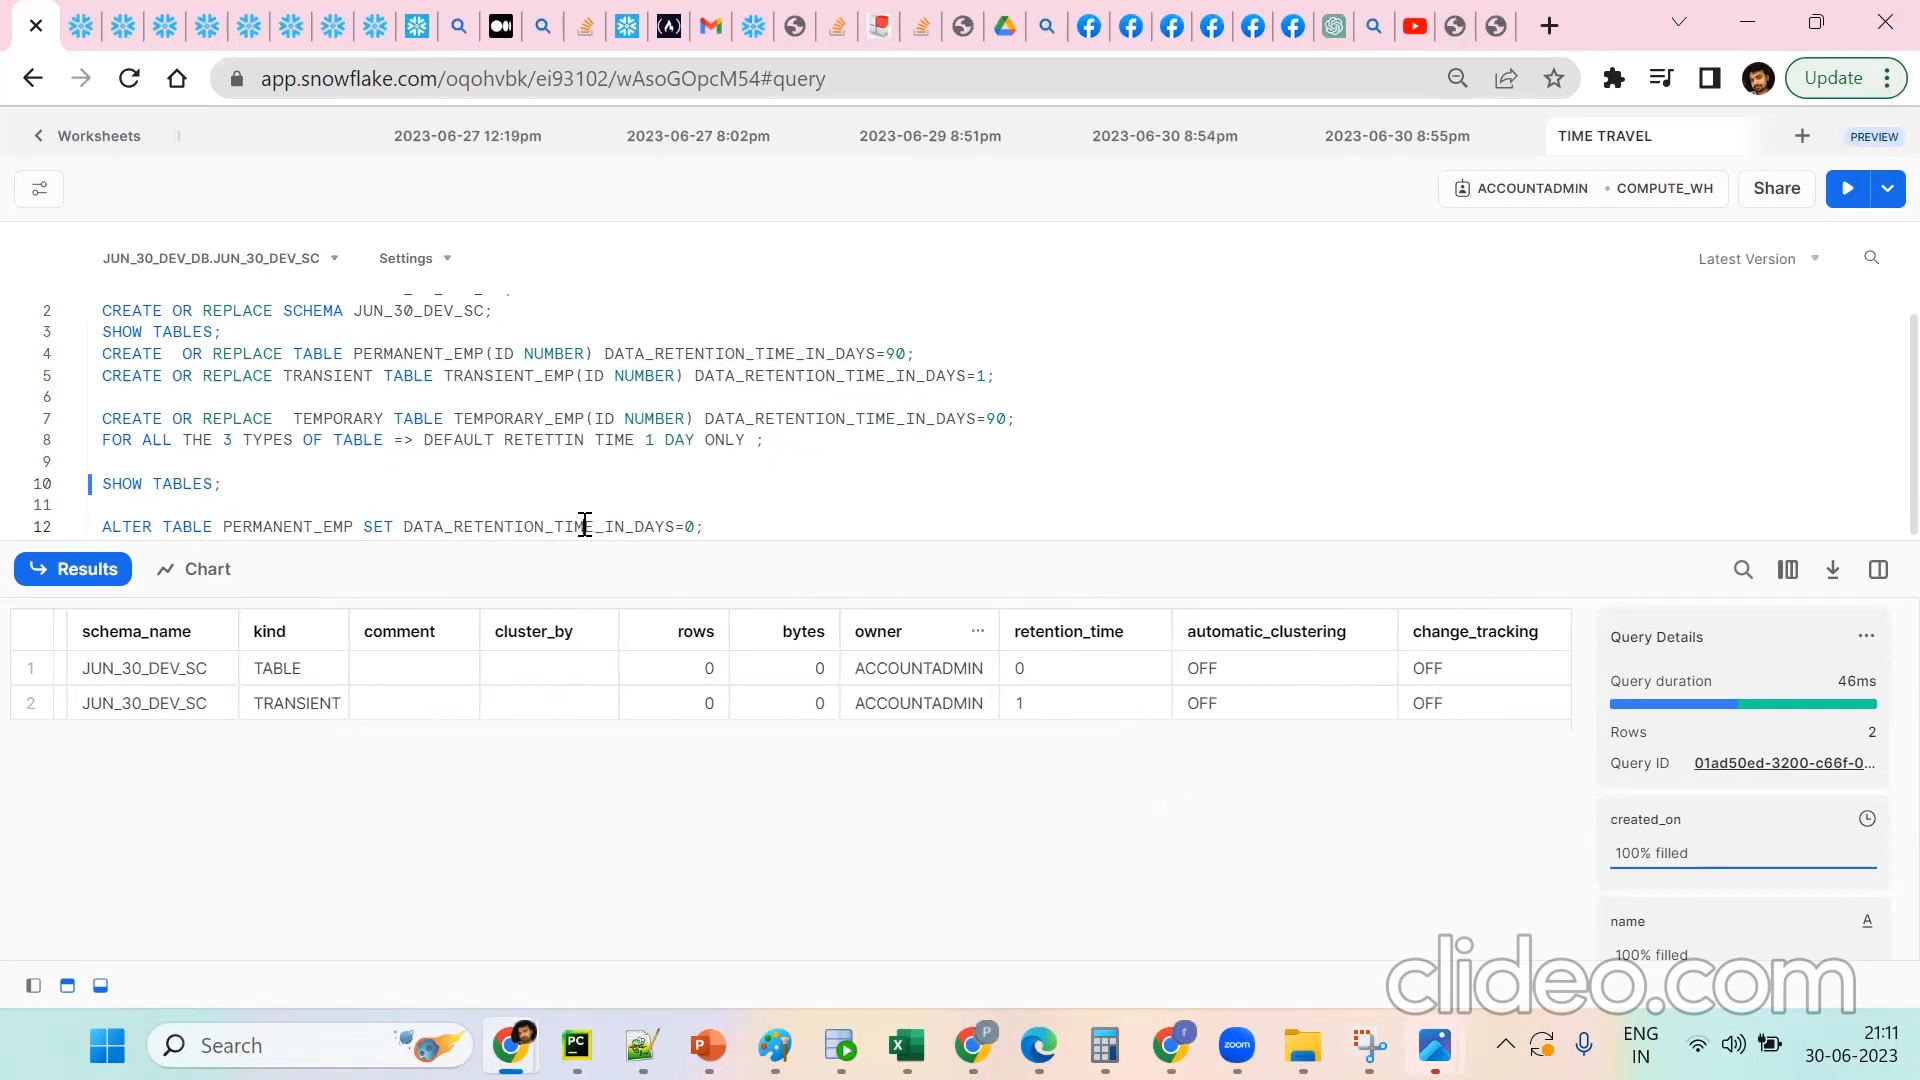 app.snowflake.com/oqohvbk/ei93102/wAsoGOpcM54#query
Update
Worksheets
2023-06-27 12:19pm
2023-06-27 8:02pm
2023-06-29 8:51pm
2023-06-30 8:54pm
2023-06-30 8:55pm
TIME TRAVEL
PREVIEW
ACCOUNTADMIN • COMPUTE_WH
Share
JUN_30_DEV_DB.JUN_30_DEV_SC
Settings
Latest Version
2 CREATE OR REPLACE SCHEMA JUN_30_DEV_SC;
3 SHOW TABLES;
4 CREATE  OR REPLACE TABLE PERMANENT_EMP(ID NUMBER) DATA_RETENTION_TIME_IN_DAYS=90;
5 CREATE OR REPLACE TRANSIENT TABLE TRANSIENT_EMP(ID NUMBER) DATA_RETENTION_TIME_IN_DAYS=1;
6
7 CREATE OR REPLACE  TEMPORARY TABLE TEMPORARY_EMP(ID NUMBER) DATA_RETENTION_TIME_IN_DAYS=90;
8 FOR ALL THE 3 TYPES OF TABLE => DEFAULT RETETTIN TIME 1 DAY ONLY ;
9
10 SHOW TABLES;
11
12 ALTER TABLE PERMANENT_EMP SET DATA_RETENTION_TIME_IN_DAYS=0;
Results
Chart
schema_name kind comment cluster_by rows bytes owner ... retention_time automatic_clustering change_tracking
1 JUN_30_DEV_SC TABLE 0 0 ACCOUNTADMIN 0 OFF OFF
2 JUN_30_DEV_SC TRANSIENT 0 0 ACCOUNTADMIN 1 OFF OFF
Query Details ...
Query duration 46ms
Rows 2
Query ID 01ad50ed-3200-c66f-0...
created_on
100% filled
name A
100% filled
clideo.com
Search
PC
P
P
X
r
zoom
ENG
IN
21:11
30-06-2023